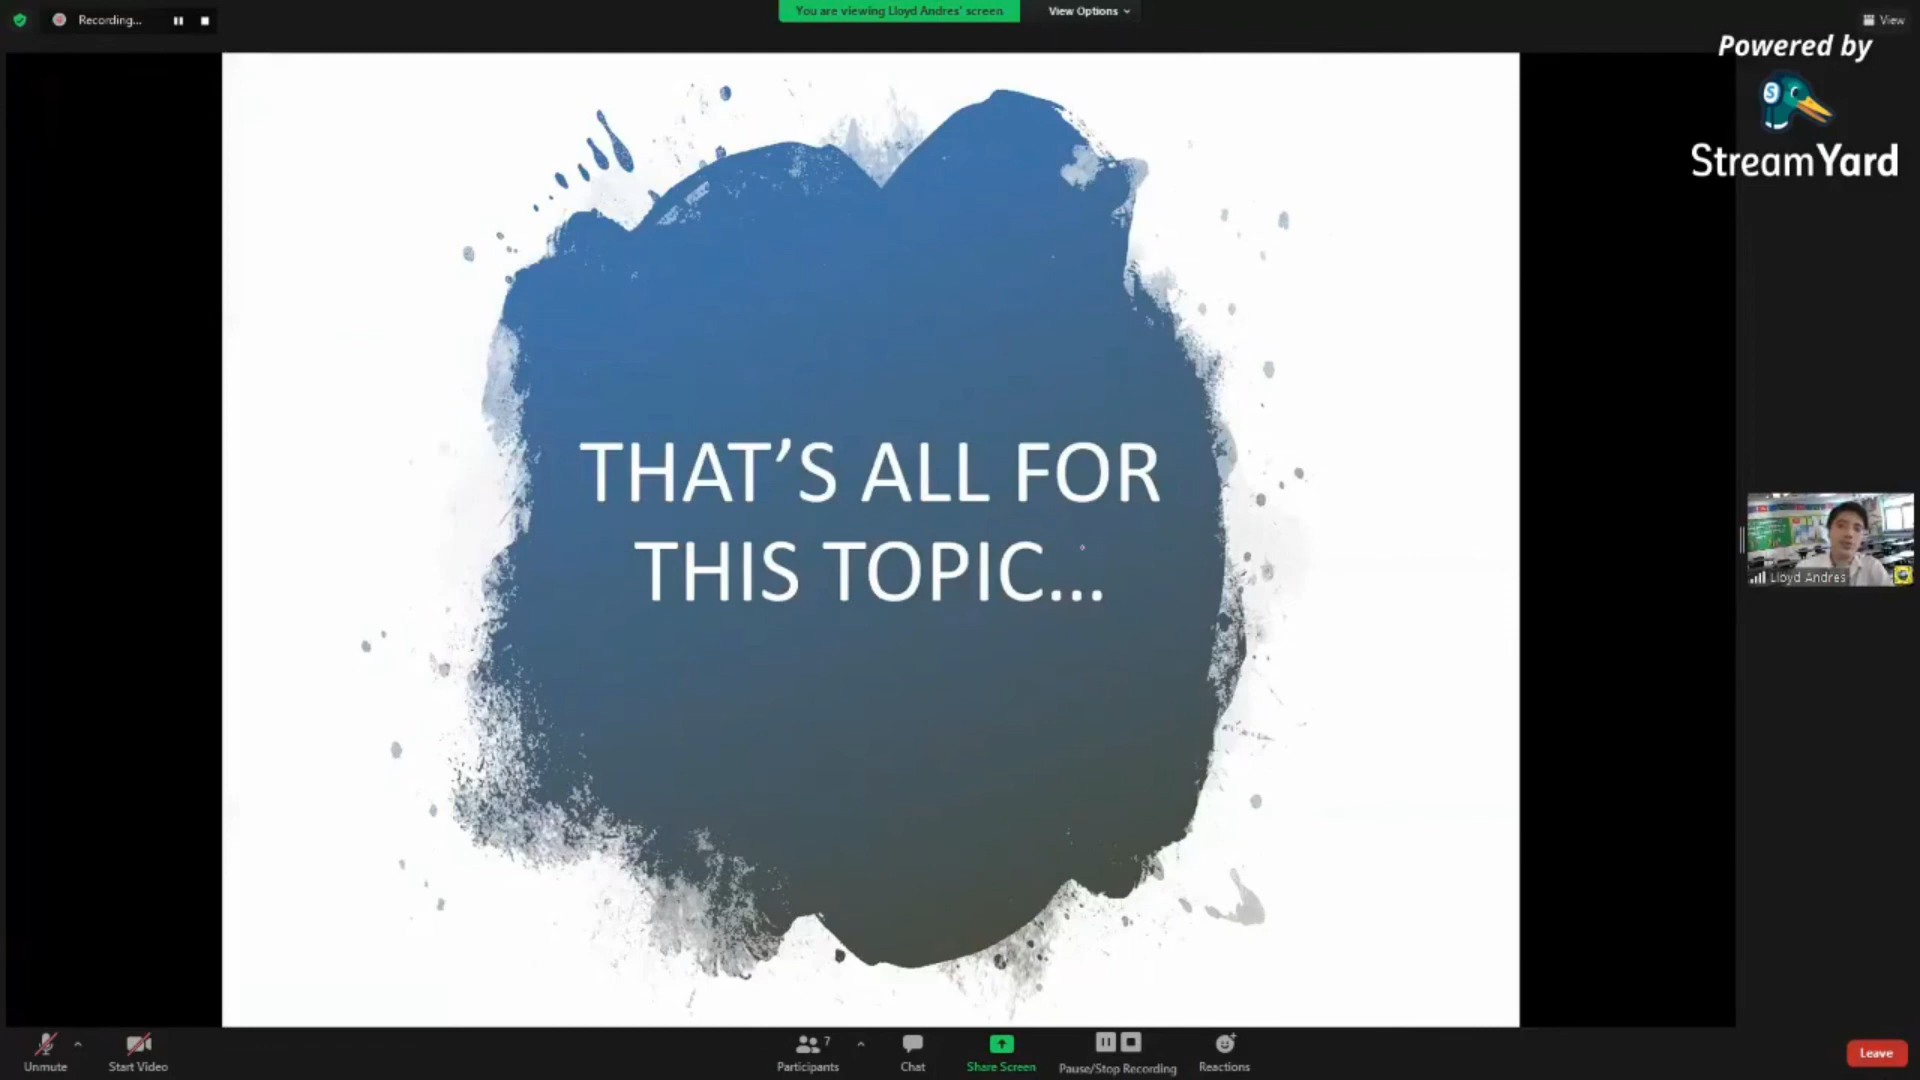 Recording...
You are viewing Lloyd Andres' screen
View Options
View
Powered by
S
StreamYard
THAT'S ALL FOR
THIS TOPIC...
Lloyd Andres
Unmute
Start Video
7
Participants
Chat
Share Screen
Pause/Stop Recording
Reactions
Leave